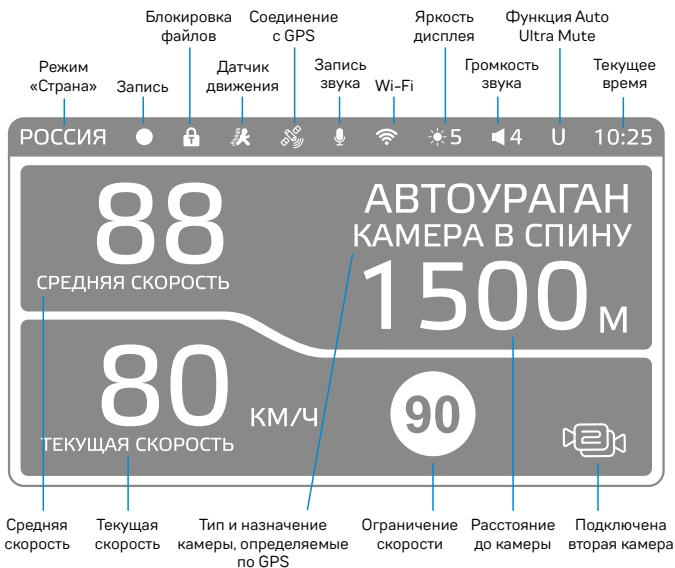 Блокировка
файлов
Соединение
с GPS
Яркость
дисплея
Функция Auto
Ultra Mute
Режим
«Страна»
Запись
Датчик
движения
Запись
звука
Wi-Fi
Громкость
звука
Текущее
время
РОССИЯ 5 4 U 10:25
88
СРЕДНЯЯ СКОРОСТЬ
АВТОУРАГАН
КАМЕРА В СПИНУ
1500 М
80 КМ/Ч
ТЕКУЩАЯ СКОРОСТЬ
90
2
Средняя
скорость
Текущая
скорость
Тип и назначение
камеры, определяемые
по GPS
Ограничение
скорости
Расстояние
до камеры
Подключена
вторая камера